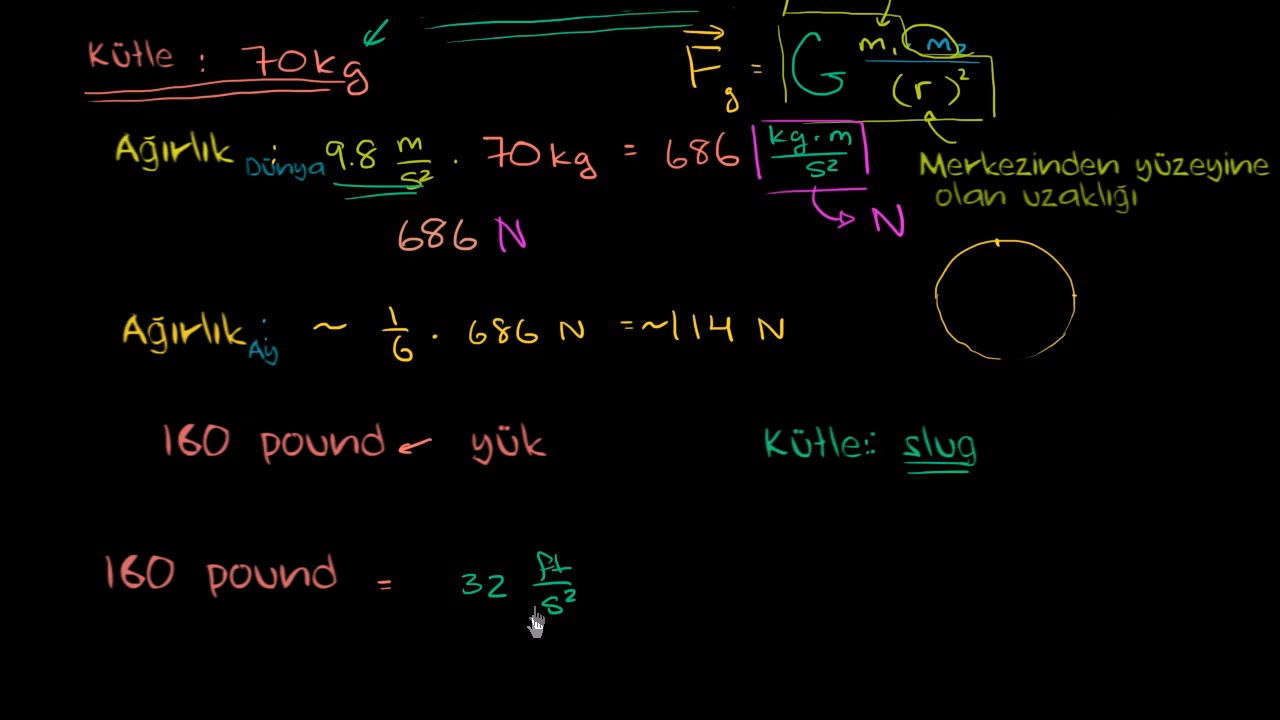 Kütle : 70kg
F⃗g = G m₁ · m₂ / (r)²
Ağırlık Dünya : 9.8 m/s² · 70kg = 686 kg·m/s²
Merkezinden yüzeyine
olan uzaklığı
686 N
N
Ağırlık Ay : ~ 1/6 · 686 N = ~114 N
160 pound ← yük
Kütle:: slug
160 pound = 32 ft/s²